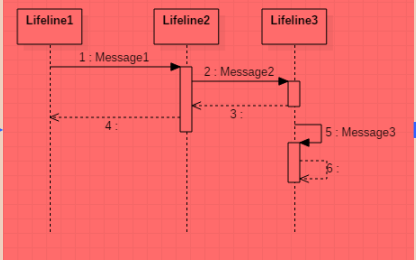 Lifeline1
Lifeline2
Lifeline3
1 : Message1
2 : Message2
3 :
4 :
5 : Message3
6 :